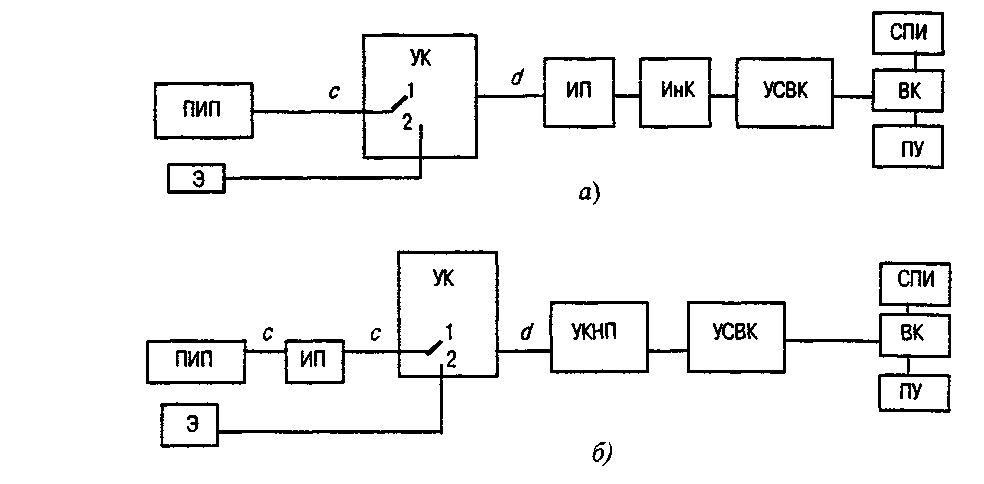 СПИ
УК
c
1
d
ПИП
ИП
ИнК
УСВК
ВК
2
ПУ
Э
а)
УК
СПИ
c
c
1
d
УКНП
УСВК
ВК
ПИП
ИП
2
ПУ
Э
б)